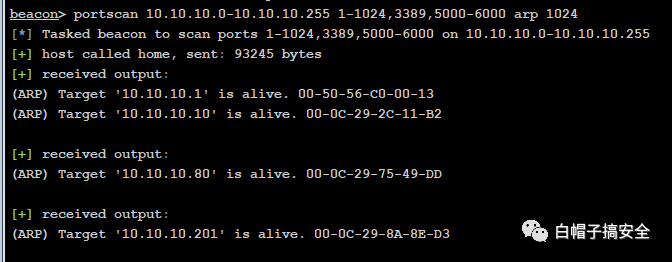 beacon> portscan 10.10.10.0-10.10.10.255 1-1024,3389,5000-6000 arp 1024
[*] Tasked beacon to scan ports 1-1024,3389,5000-6000 on 10.10.10.0-10.10.10.255
[+] host called home, sent: 93245 bytes
[+] received output:
(ARP) Target '10.10.10.1' is alive. 00-50-56-C0-00-13
(ARP) Target '10.10.10.10' is alive. 00-0C-29-2C-11-B2
[+] received output:
(ARP) Target '10.10.10.80' is alive. 00-0C-29-75-49-DD
[+] received output:
(ARP) Target '10.10.10.201' is alive. 00-0C-29-8A-8E-D3
白帽子搞安全